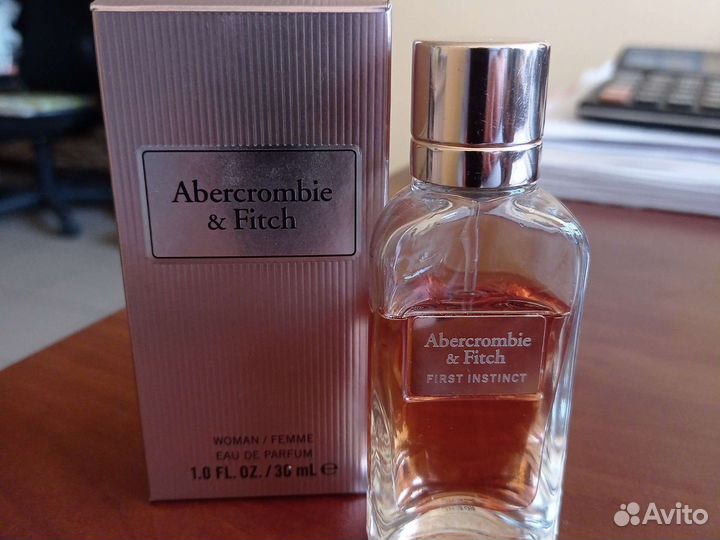 Abercrombie
& Fitch
WOMAN / FEMME
EAU DE PARFUM
1.0 FL. OZ. / 30 mL e
Abercrombie
& Fitch
FIRST INSTINCT
Avito